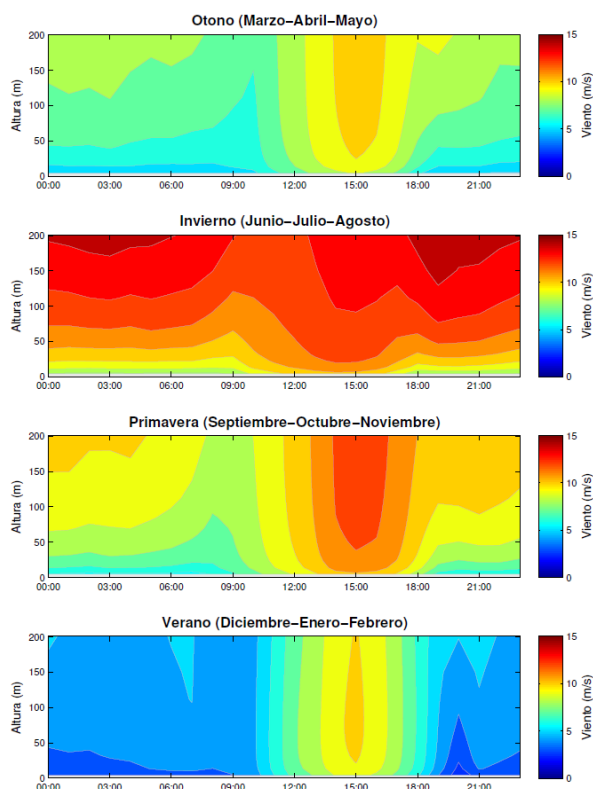 Otono (Marzo−Abril−Mayo)
200
150
100
50
0
Altura (m)
00:00 03:00 06:00 09:00 12:00 15:00 18:00 21:00
15
10
5
0
Viento (m/s)
Invierno (Junio−Julio−Agosto)
200
150
100
50
0
Altura (m)
00:00 03:00 06:00 09:00 12:00 15:00 18:00 21:00
15
10
5
0
Viento (m/s)
Primavera (Septiembre−Octubre−Noviembre)
200
150
100
50
0
Altura (m)
00:00 03:00 06:00 09:00 12:00 15:00 18:00 21:00
15
10
5
0
Viento (m/s)
Verano (Diciembre−Enero−Febrero)
200
150
100
50
0
Altura (m)
00:00 03:00 06:00 09:00 12:00 15:00 18:00 21:00
15
10
5
0
Viento (m/s)